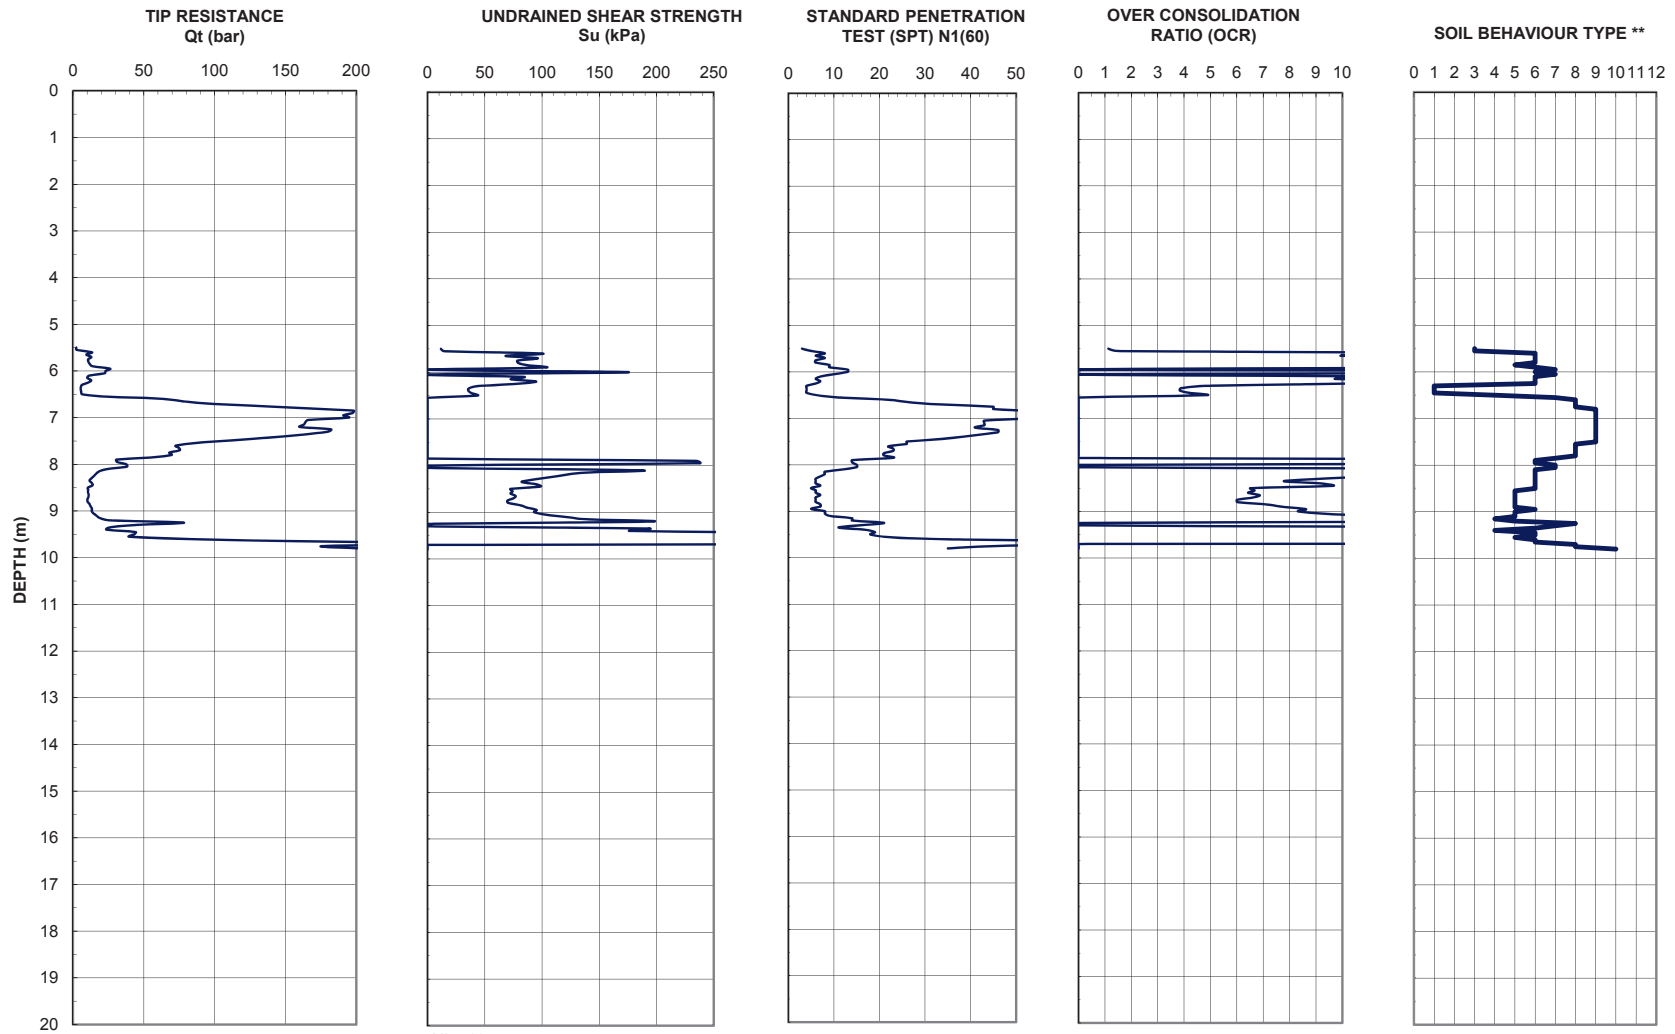 TIP RESISTANCE
Qt (bar)
UNDRAINED SHEAR STRENGTH
Su (kPa)
STANDARD PENETRATION
TEST (SPT) N1(60)
OVER CONSOLIDATION
RATIO (OCR)
SOIL BEHAVIOUR TYPE **
0 50 100 150 200
0 50 100 150 200 250
0 10 20 30 40 50
0 1 2 3 4 5 6 7 8 9 10
0 1 2 3 4 5 6 7 8 9 10 11 12
0
1
2
3
4
5
6
7
8
9
10
11
12
13
14
15
16
17
18
19
20
DEPTH (m)